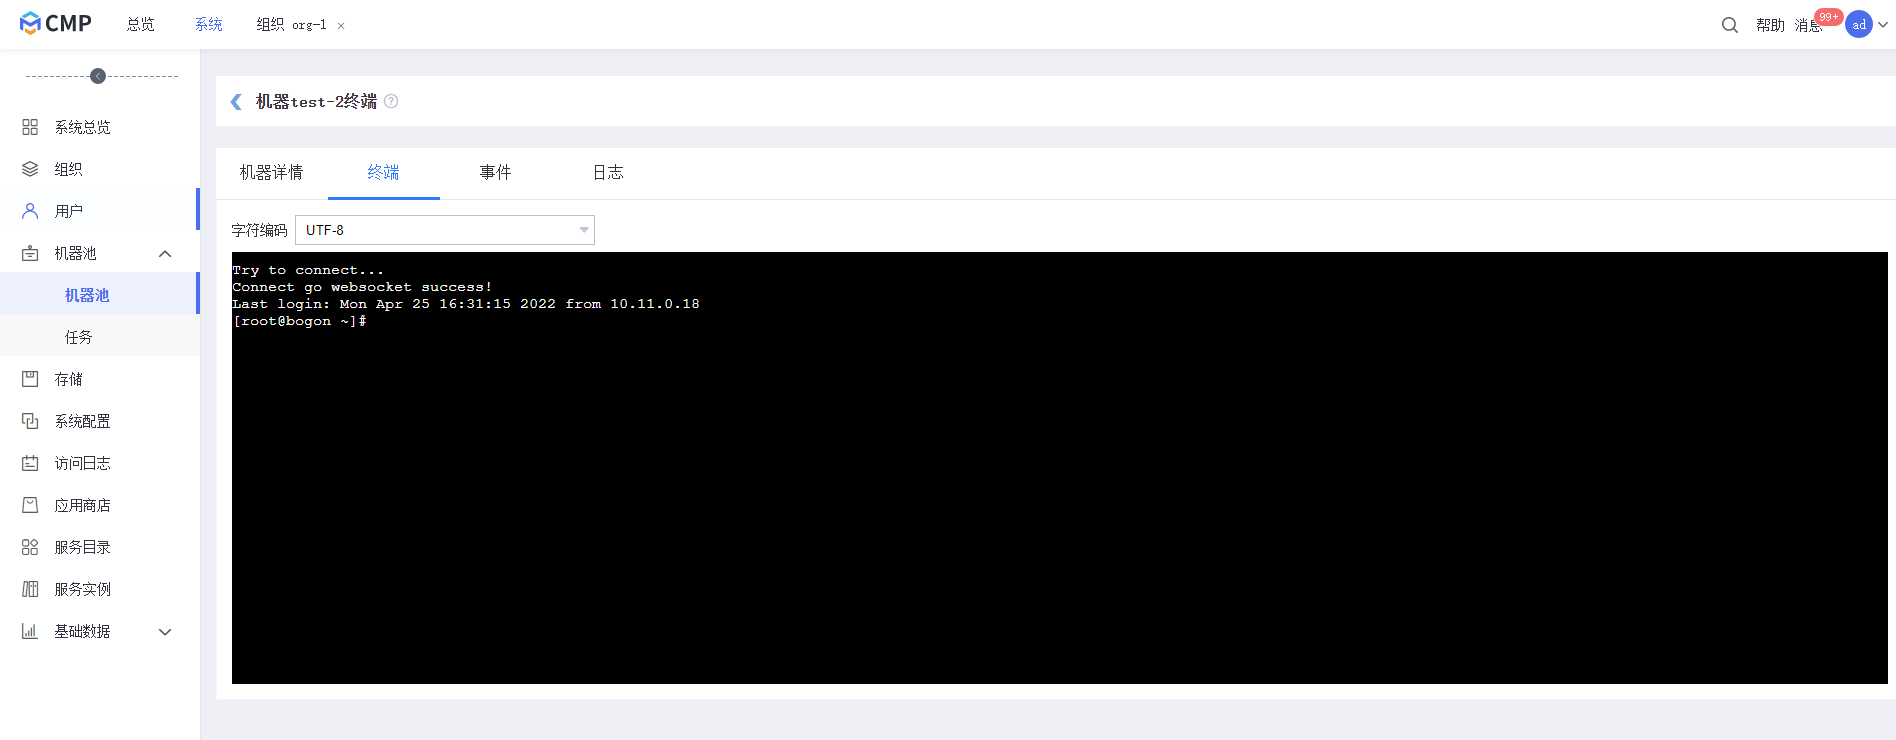 CMP 总览 系统 组织 org-1 × 帮助 消息 99+ ad
系统总览
组织
用户
机器池
机器池
任务
存储
系统配置
访问日志
应用商店
服务目录
服务实例
基础数据
机器test-2终端 ?
机器详情 终端 事件 日志
字符编码 UTF-8
Try to connect...
Connect go websocket success!
Last login: Mon Apr 25 16:31:15 2022 from 10.11.0.18
[root@bogon ~]#